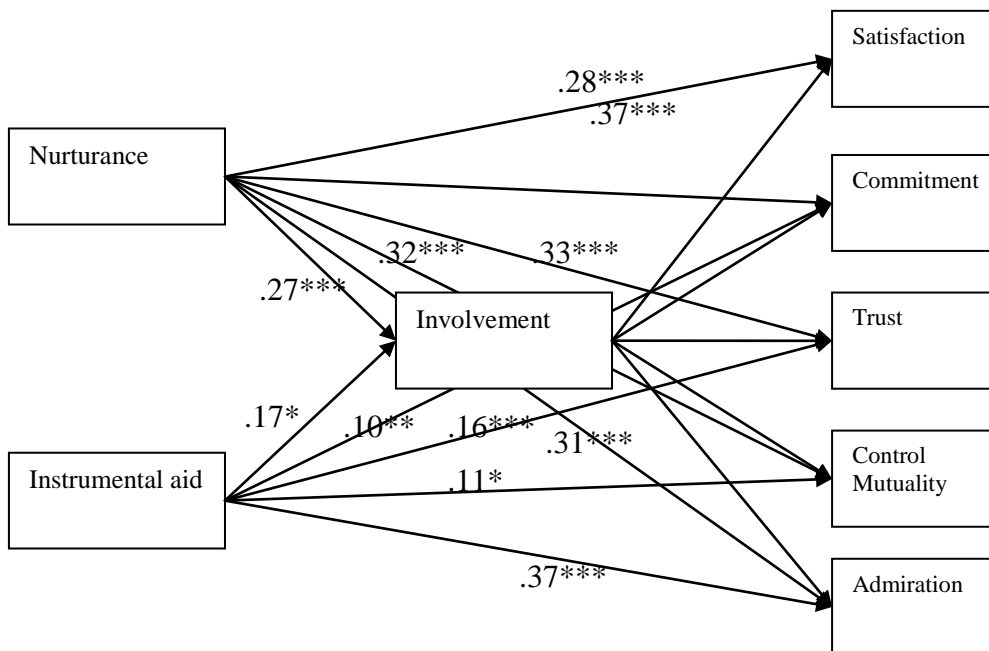 Satisfaction
.28***
.37***
Nurturance
Commitment
.32***
.33***
.27***
Involvement
Trust
.17*
.10**
.16***
.31***
Control
Mutuality
Instrumental aid
.11*
.37***
Admiration